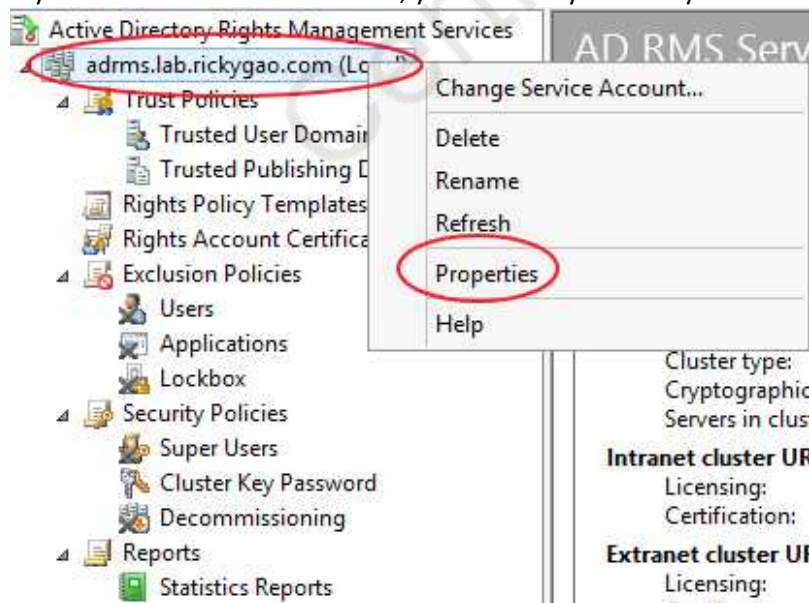 Active Directory Rights Management Services
adrms.lab.rickygao.com (Lo
Trust Policies
Trusted User Domain
Trusted Publishing D
Rights Policy Templates
Rights Account Certifica
Exclusion Policies
Users
Applications
Lockbox
Security Policies
Super Users
Cluster Key Password
Decommissioning
Reports
Statistics Reports
Change Service Account...
Delete
Rename
Refresh
Properties
Help
AD RMS Serv
Cluster type:
Cryptographic
Servers in clus
Intranet cluster UR
Licensing:
Certification:
Extranet cluster UR
Licensing: